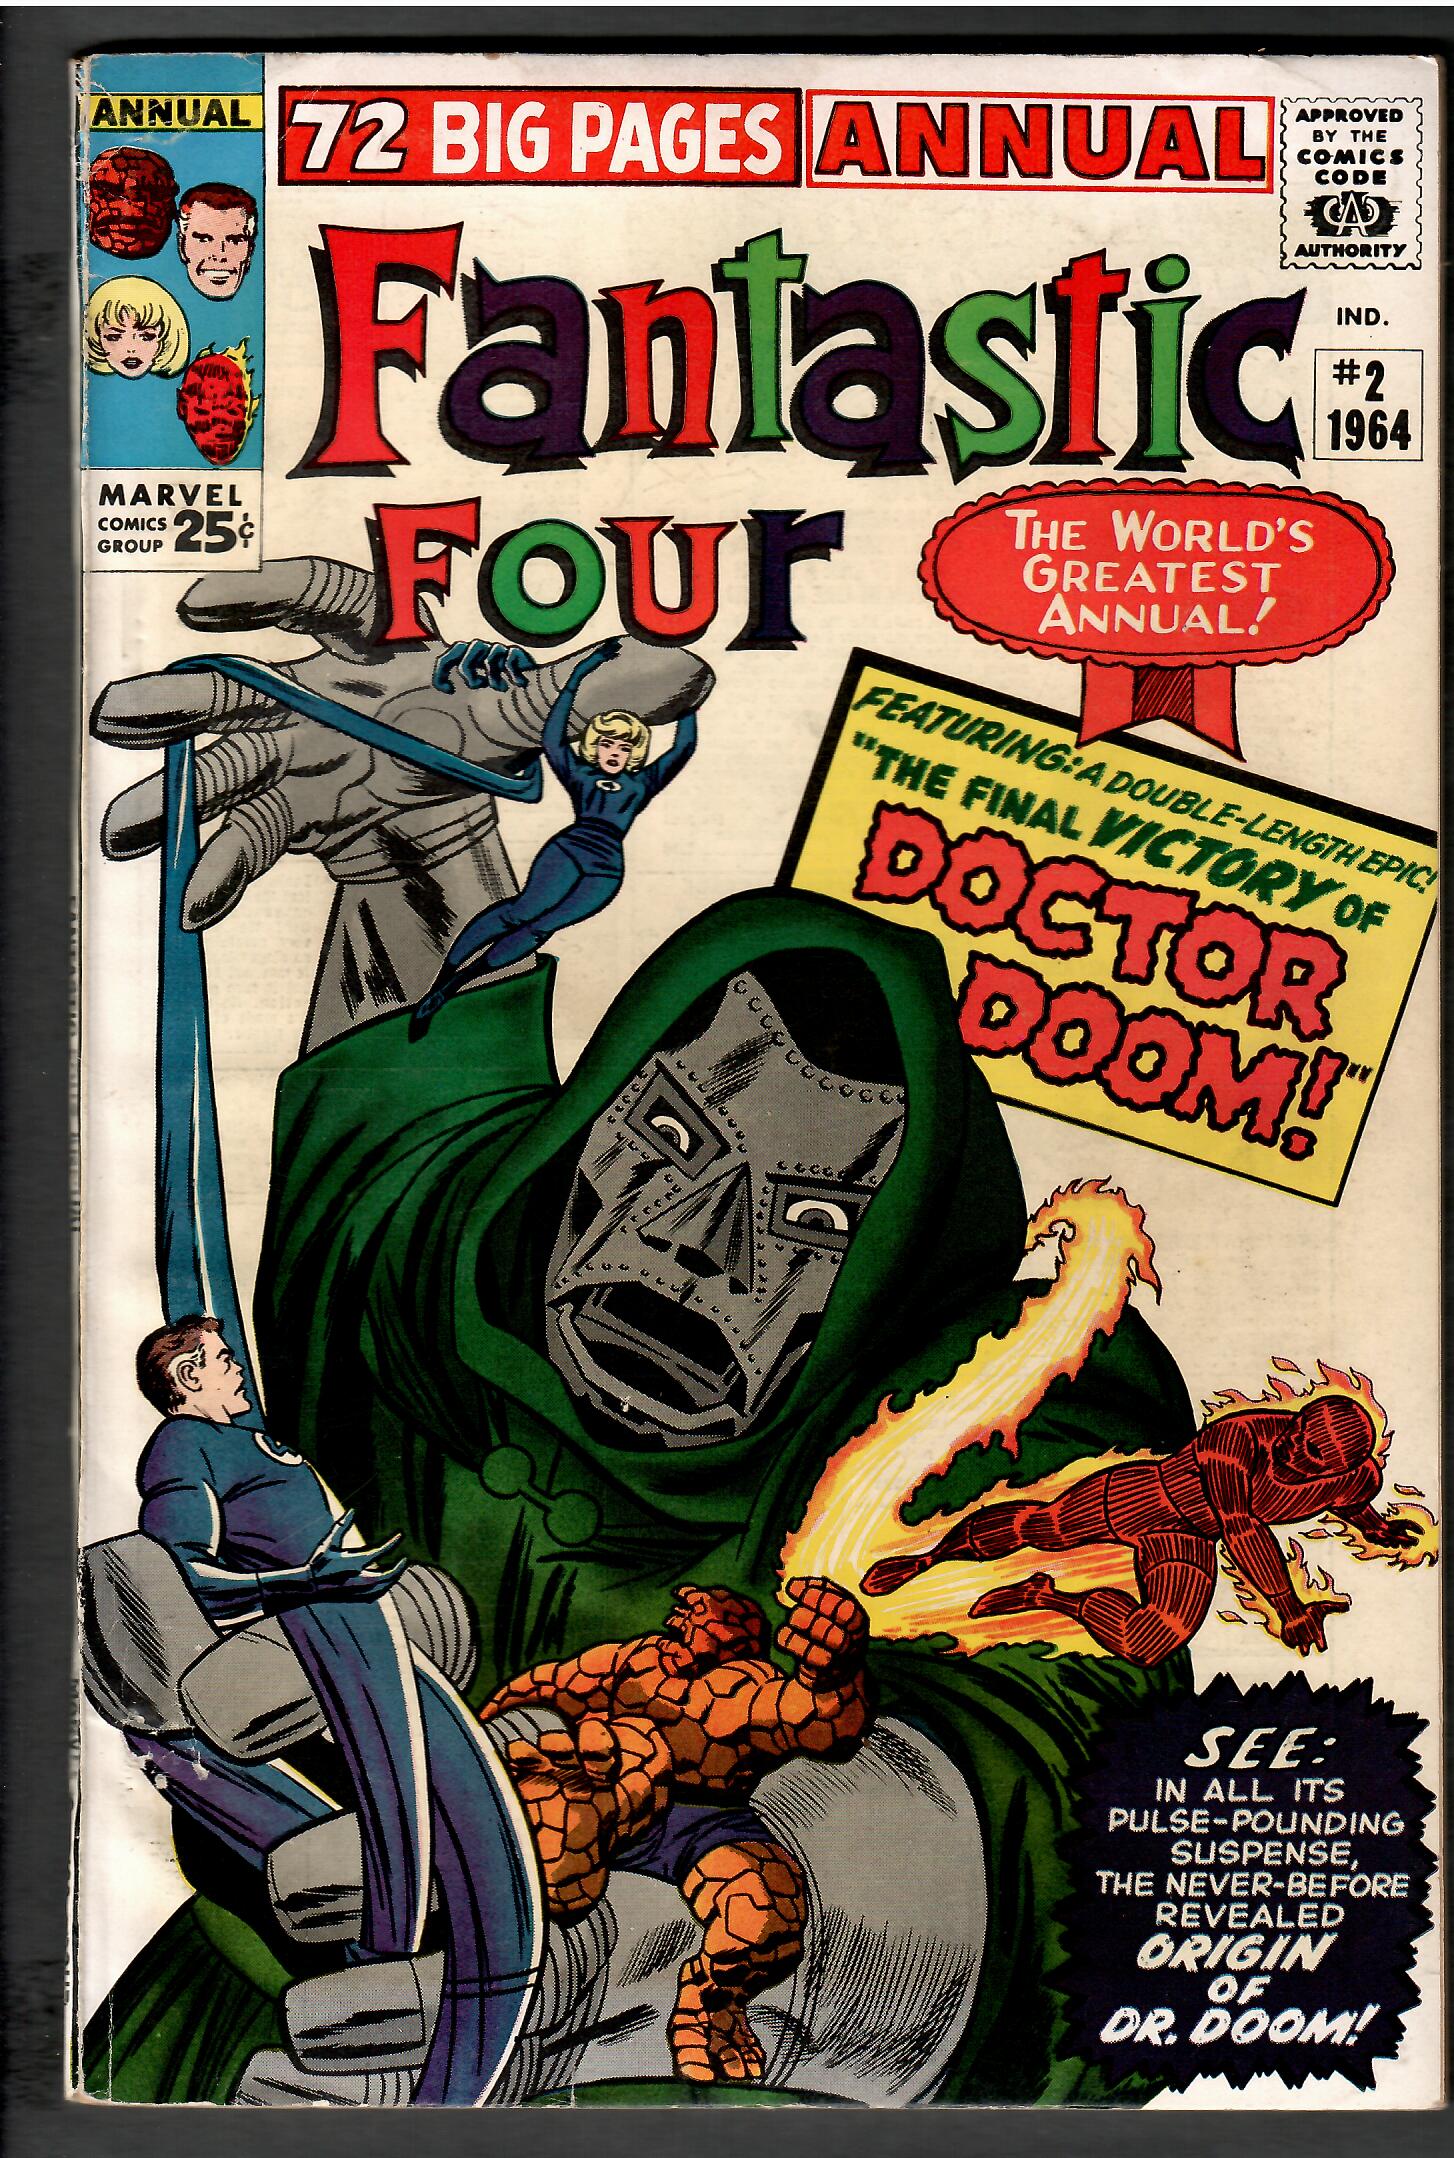 ANNUAL
72 BIG PAGES ANNUAL
APPROVED
BY THE
COMICS
CODE
CA
AUTHORITY
Fantastic
Four
IND.
#2
1964
MARVEL
COMICS
GROUP 25¢
THE WORLD'S
GREATEST
ANNUAL!
FEATURING: A DOUBLE-LENGTH EPIC!
"THE FINAL VICTORY OF
DOCTOR
DOOM!"
SEE:
IN ALL ITS
PULSE-POUNDING
SUSPENSE,
THE NEVER-BEFORE
REVEALED
ORIGIN
OF
DR. DOOM!